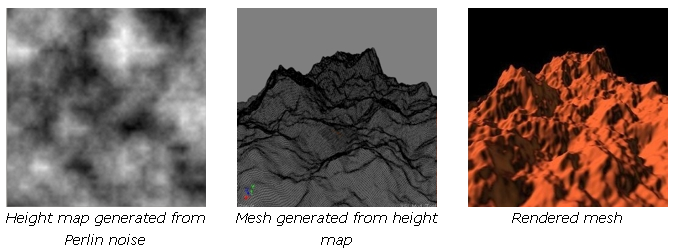 Height map generated from
Perlin noise
Mesh generated from height
map
Rendered mesh